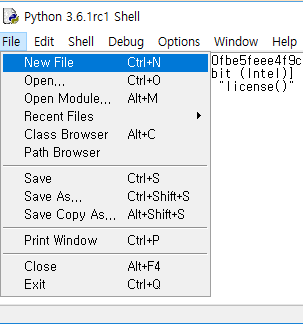 Python 3.6.1rc1 Shell
File Edit Shell Debug Options Window Help
New File Ctrl+N
Open... Ctrl+O
Open Module... Alt+M
Recent Files
Class Browser Alt+C
Path Browser
Save Ctrl+S
Save As... Ctrl+Shift+S
Save Copy As... Alt+Shift+S
Print Window Ctrl+P
Close Alt+F4
Exit Ctrl+Q
0fbe5feee4f9c
bit (Intel)]
"license()"